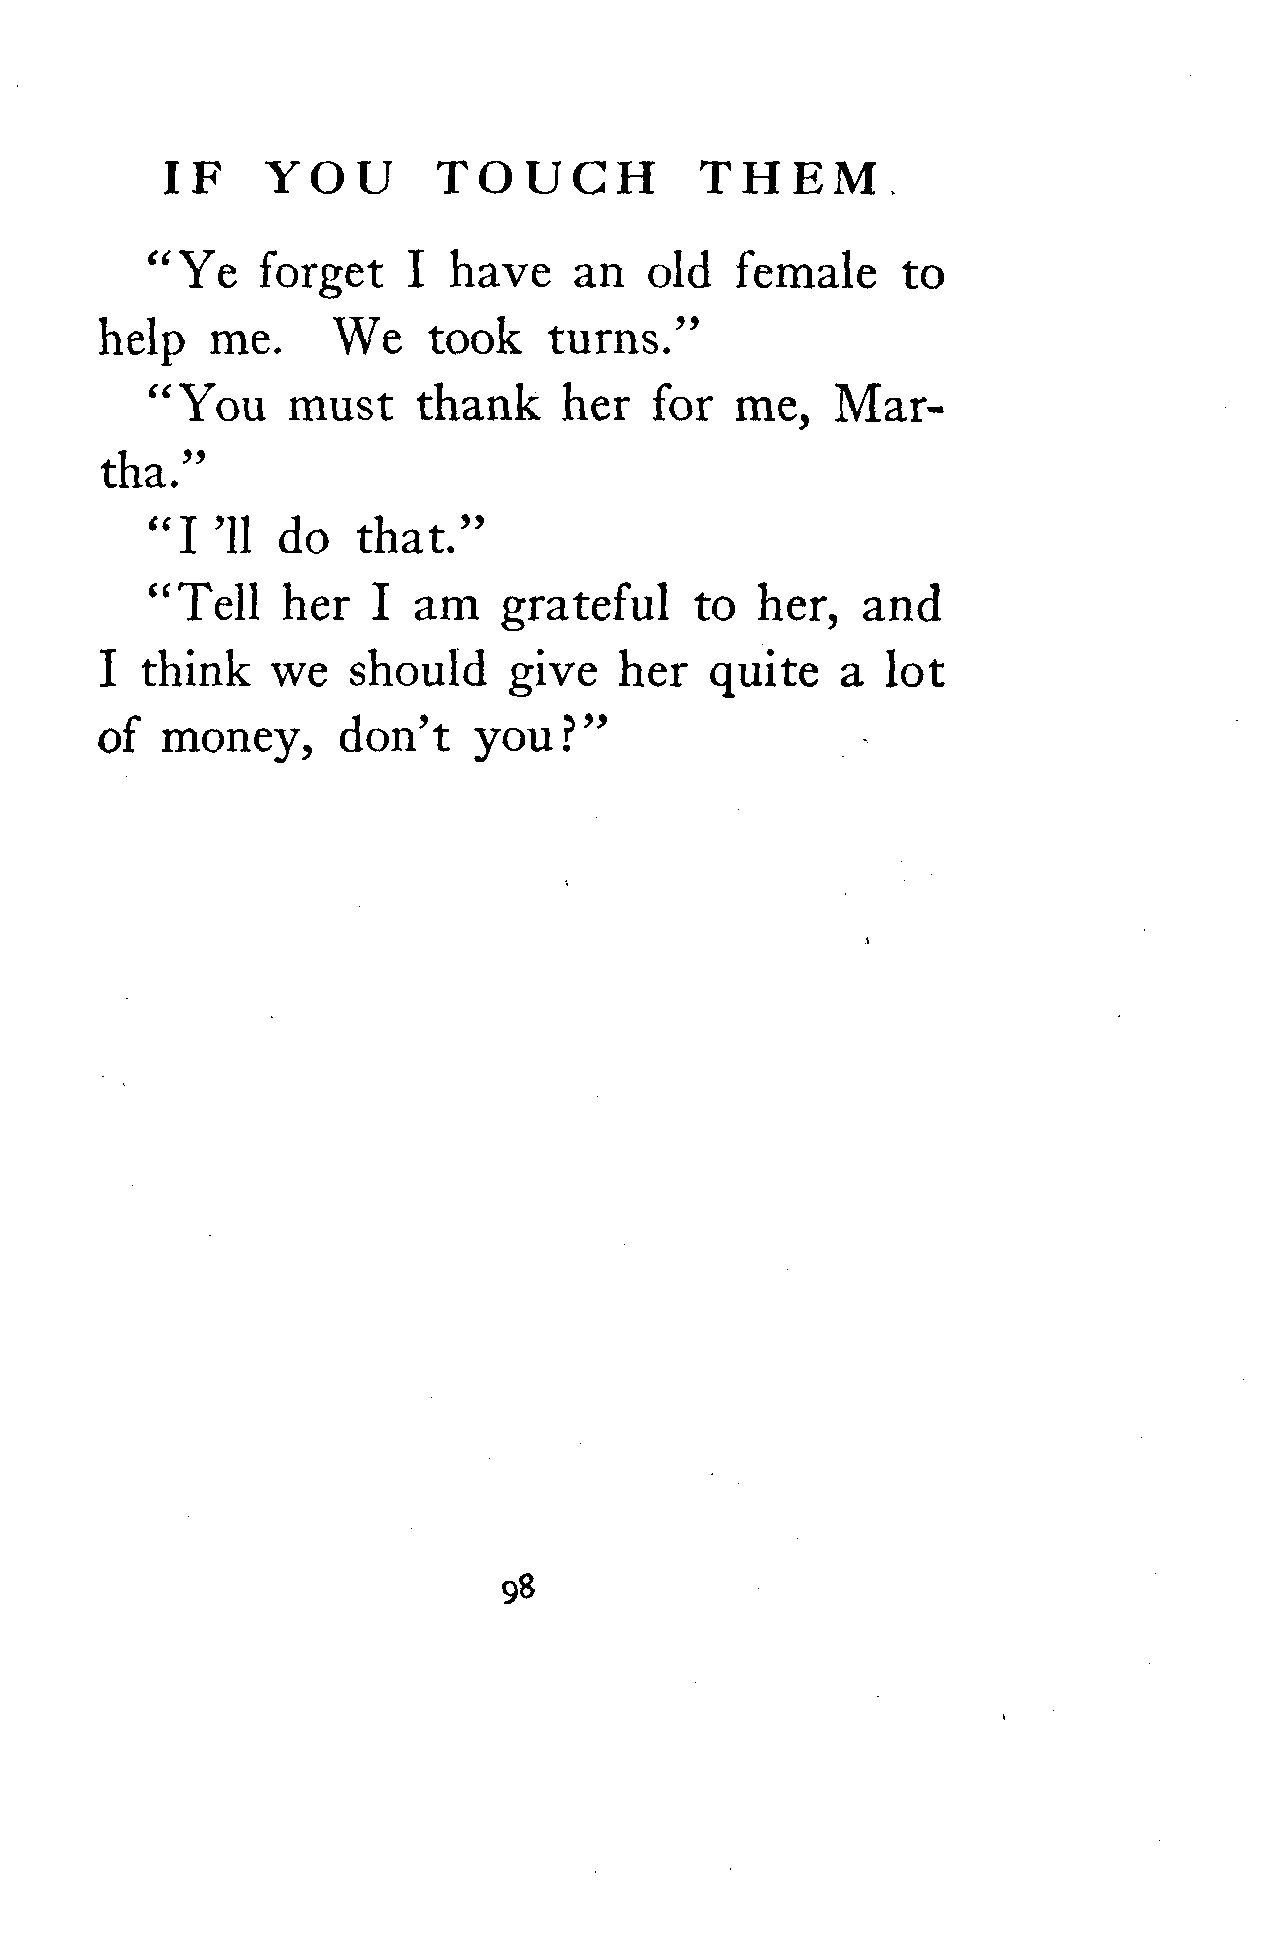 IF YOU TOUCH THEM
“Ye forget I have an old female to
help me. We took turns.”
“You must thank her for me, Mar-
tha.”
“I ’ll do that.”
“Tell her I am grateful to her, and
I think we should give her quite a lot
of money, don’t you?”
98